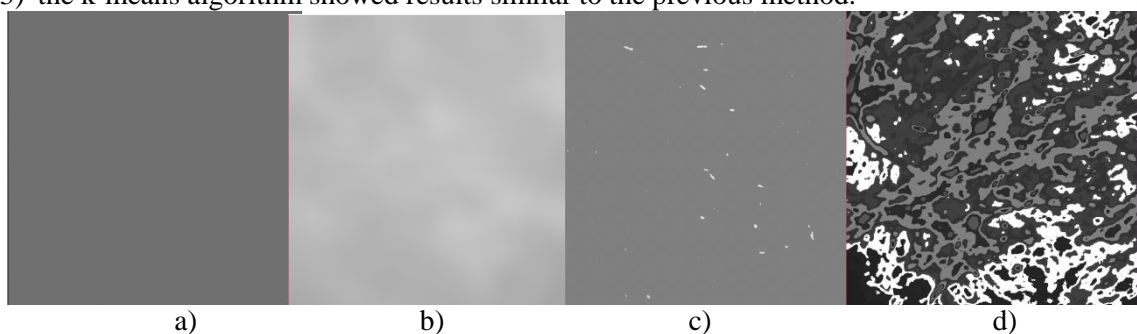 3) the k-means algorithm showed results similar to the previous method.
a) b) c) d)